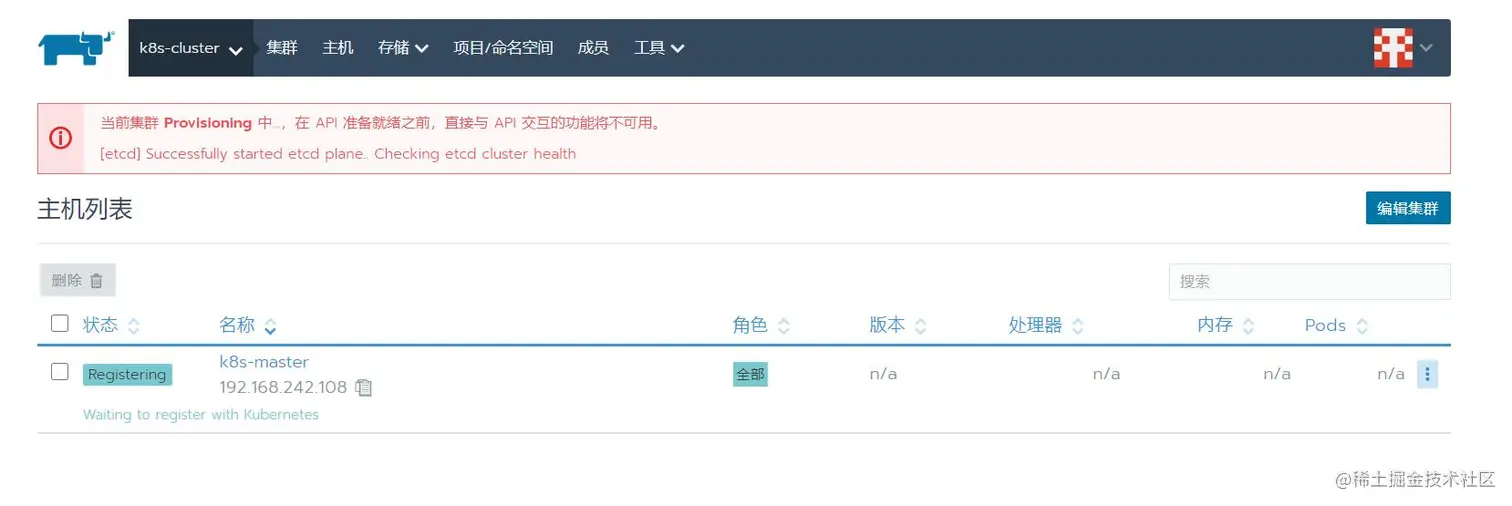 k8s-cluster 集群 主机 存储 项目/命名空间 成员 工具
当前集群 Provisioning 中...，在 API 准备就绪之前，直接与 API 交互的功能将不可用。
[etcd] Successfully started etcd plane.. Checking etcd cluster health
主机列表 编辑集群
删除 搜索
状态 名称 角色 版本 处理器 内存 Pods
Registering k8s-master 全部 n/a n/a n/a n/a
192.168.242.108
Waiting to register with Kubernetes
@稀土掘金技术社区